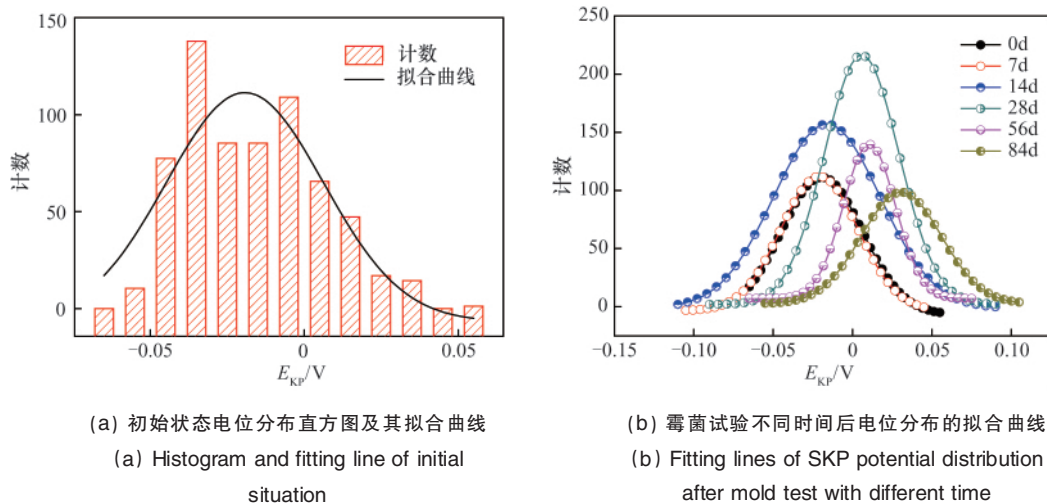 150
100
50
0
计数
计数
拟合曲线
−0.05
0
0.05
E_KP/V
(a) 初始状态电位分布直方图及其拟合曲线
(a) Histogram and fitting line of initial
situation
250
200
150
100
50
0
计数
0d
7d
14d
28d
56d
84d
−0.15
−0.10
−0.05
0
0.05
0.10
0.15
E_KP/V
(b) 霉菌试验不同时间后电位分布的拟合曲线
(b) Fitting lines of SKP potential distribution
after mold test with different time